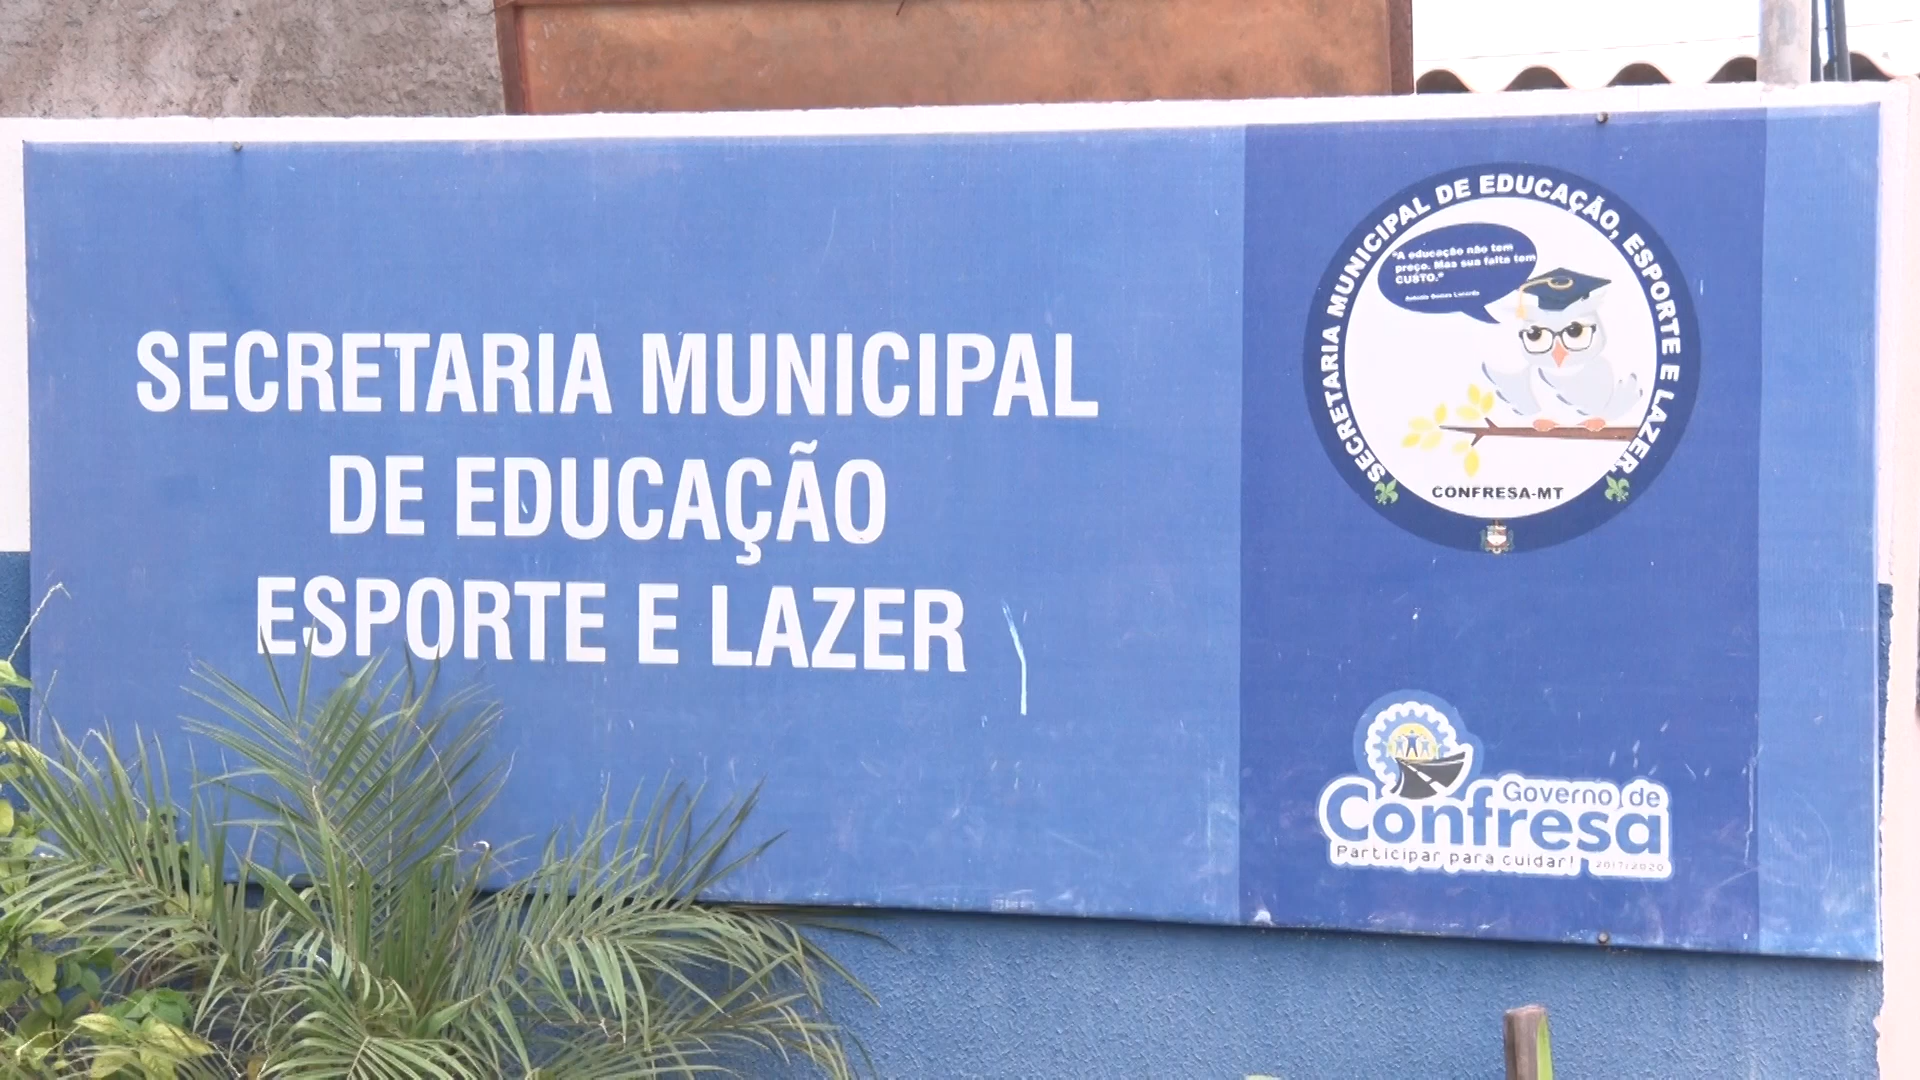 SECRETARIA MUNICIPAL
DE EDUCAÇÃO
ESPORTE E LAZER
SECRETARIA MUNICIPAL DE EDUCAÇÃO, ESPORTE E LAZER.
"A educação não tem
preço. Mas sua falta tem
CUSTO."
CONFRESA-MT
Governo de
Confresa
Participar para cuidar! 2017/2020